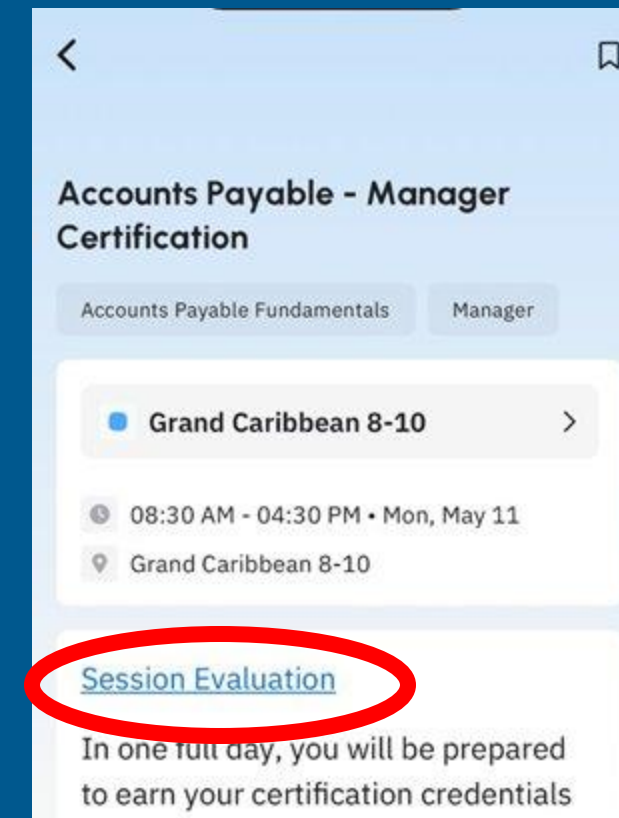 Accounts Payable - Manager
Certification
Accounts Payable Fundamentals
Manager
Grand Caribbean 8-10
08:30 AM - 04:30 PM • Mon, May 11
Grand Caribbean 8-10
Session Evaluation
In one full day, you will be prepared
to earn your certification credentials